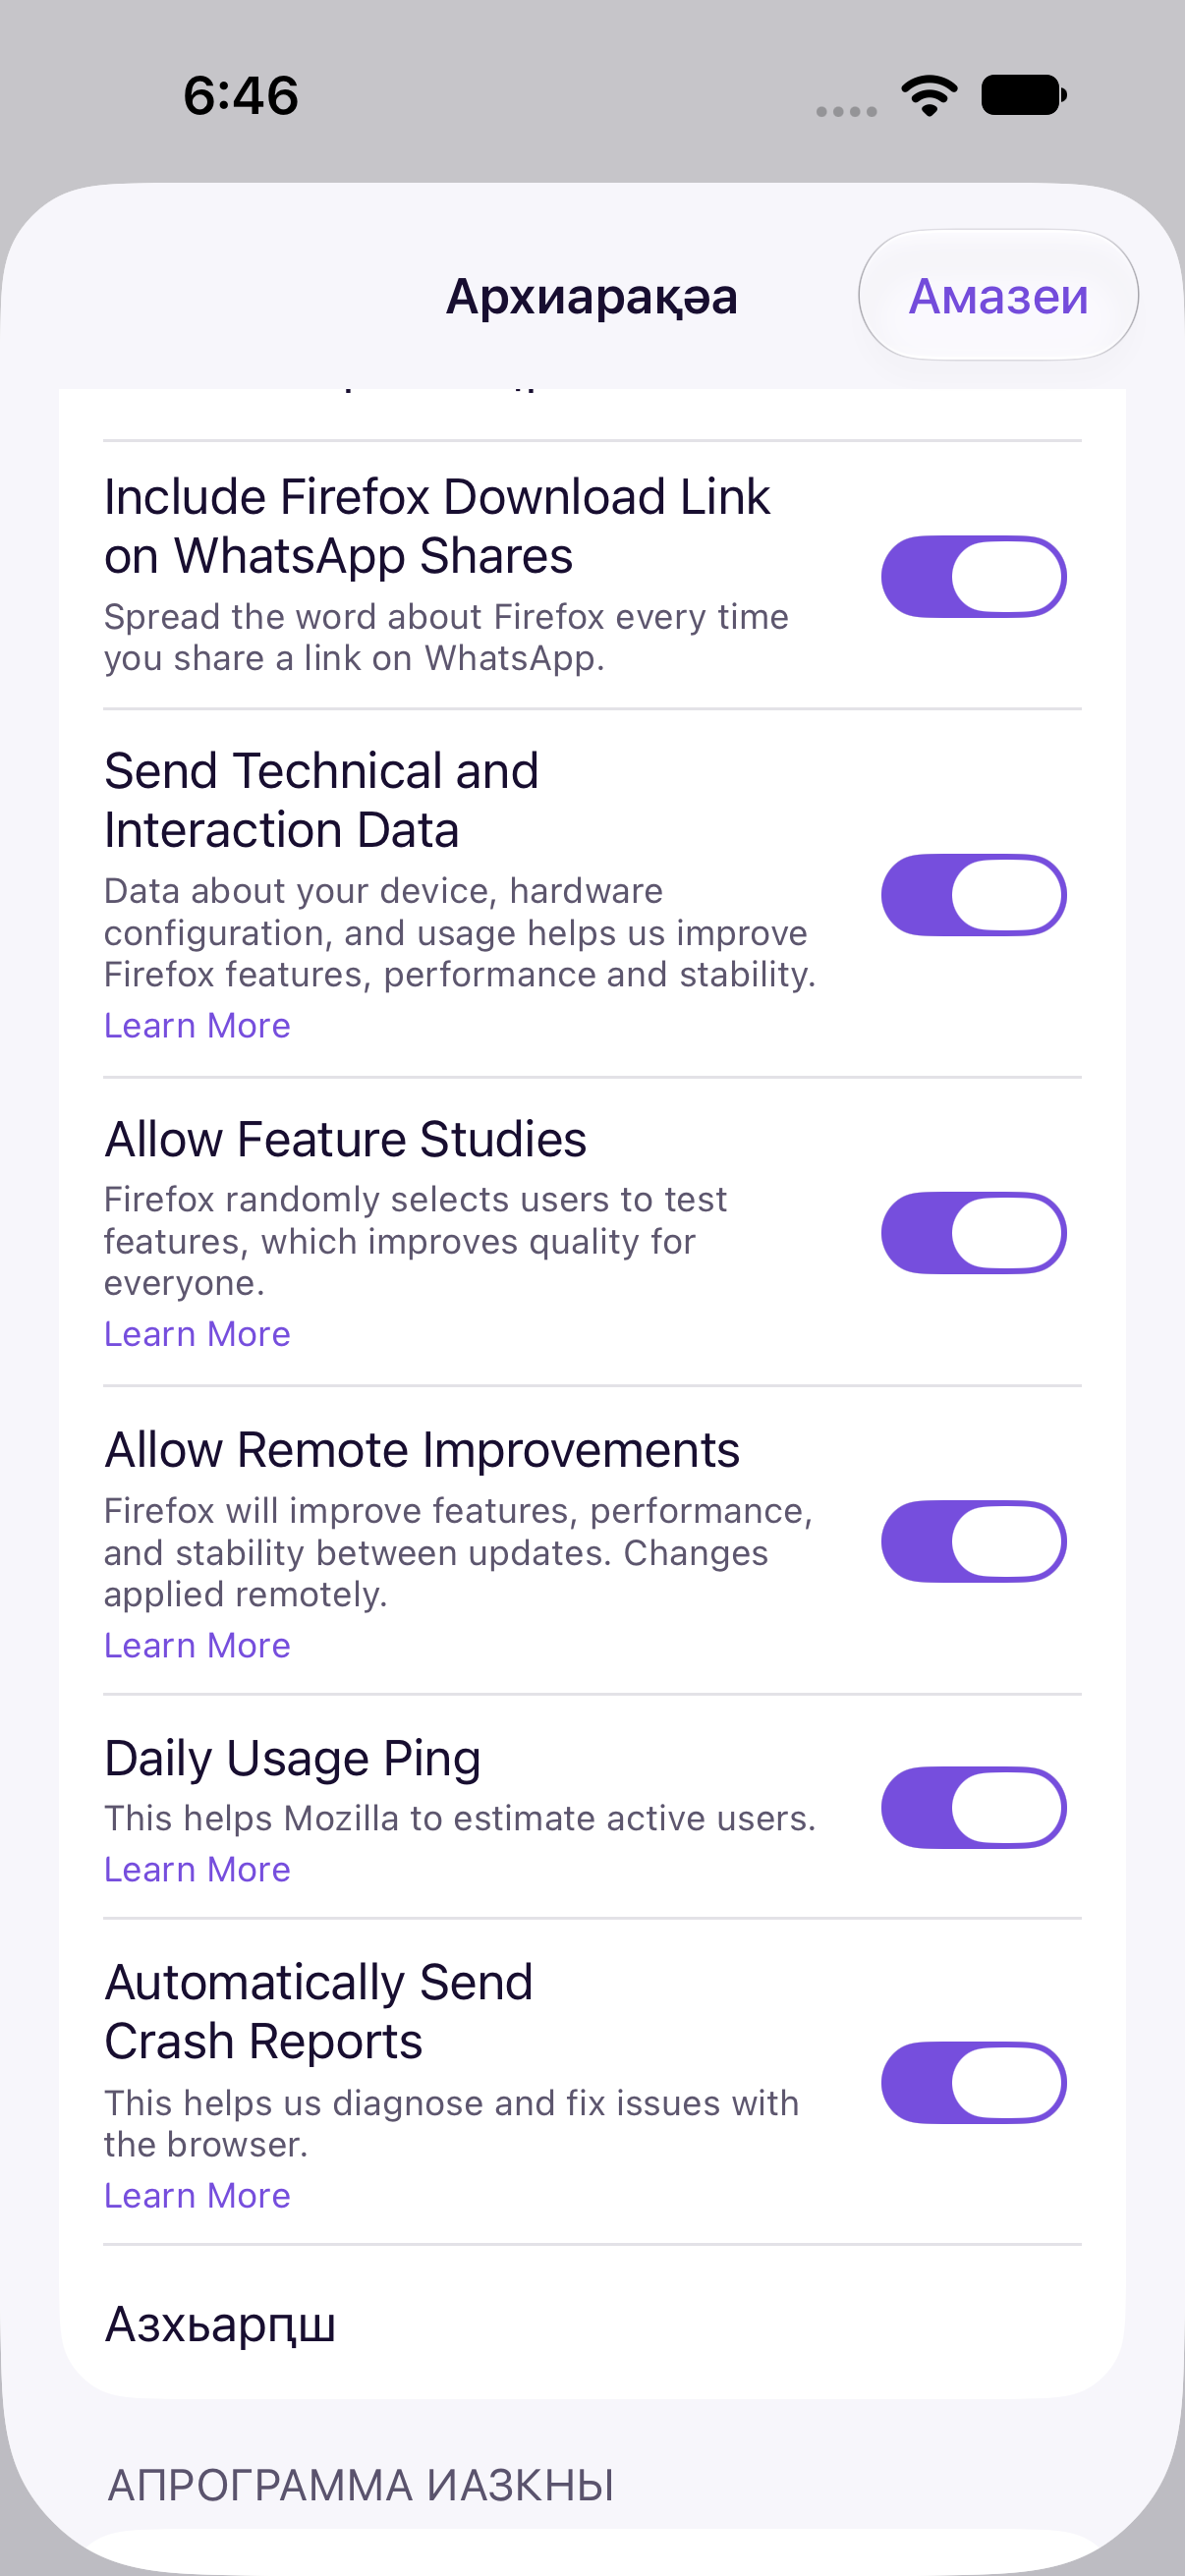 6:46
Архиарақәа
Амазеи
Include Firefox Download Link
on WhatsApp Shares
Spread the word about Firefox every time
you share a link on WhatsApp.
Send Technical and
Interaction Data
Data about your device, hardware
configuration, and usage helps us improve
Firefox features, performance and stability.
Learn More
Allow Feature Studies
Firefox randomly selects users to test
features, which improves quality for
everyone.
Learn More
Allow Remote Improvements
Firefox will improve features, performance,
and stability between updates. Changes
applied remotely.
Learn More
Daily Usage Ping
This helps Mozilla to estimate active users.
Learn More
Automatically Send
Crash Reports
This helps us diagnose and fix issues with
the browser.
Learn More
Азхьарԥш
АПРОГРАММА ИАЗКНЫ